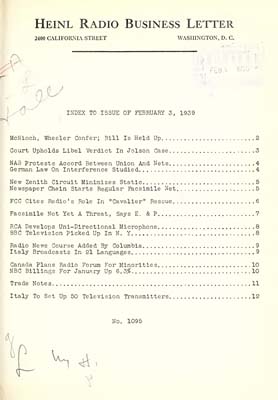 HEINL RADIO BUSINESS LETTER
2400 CALIFORNIA STREET WASHINGTON, D. C.
INDEX TO ISSUE OF FEBRUARY 3, 1939
McNinch, Wheeler Confer; Bill Is Held Up.....2
Court Upholds Libel Verdict In Jolson Case.....3
NAB Protests Accord Between Union And Nets.....4
German Law On Interference Studied.....4
New Zenith Circuit Minimizes Static.....5
Newspaper Chain Starts Regular Facsimile Net.....5
FCC Cites Radio's Role In "Cavalier" Rescue.....6
Facsimile Not Yet A Threat, Says E. & P.....7
RCA Develops Uni-Directional Microphone.....8
NBC Television Picked Up In N. Y.....8
Radio News Course Added By Columbia.....9
Italy Broadcasts In 21 Languages.....9
Canada Plans Radio Forum For Minorities.....10
NBC Billings For January Up 6.3%.....10
Trade Notes.....11
Italy To Set Up 50 Television Transmitters.....12
No. 1095